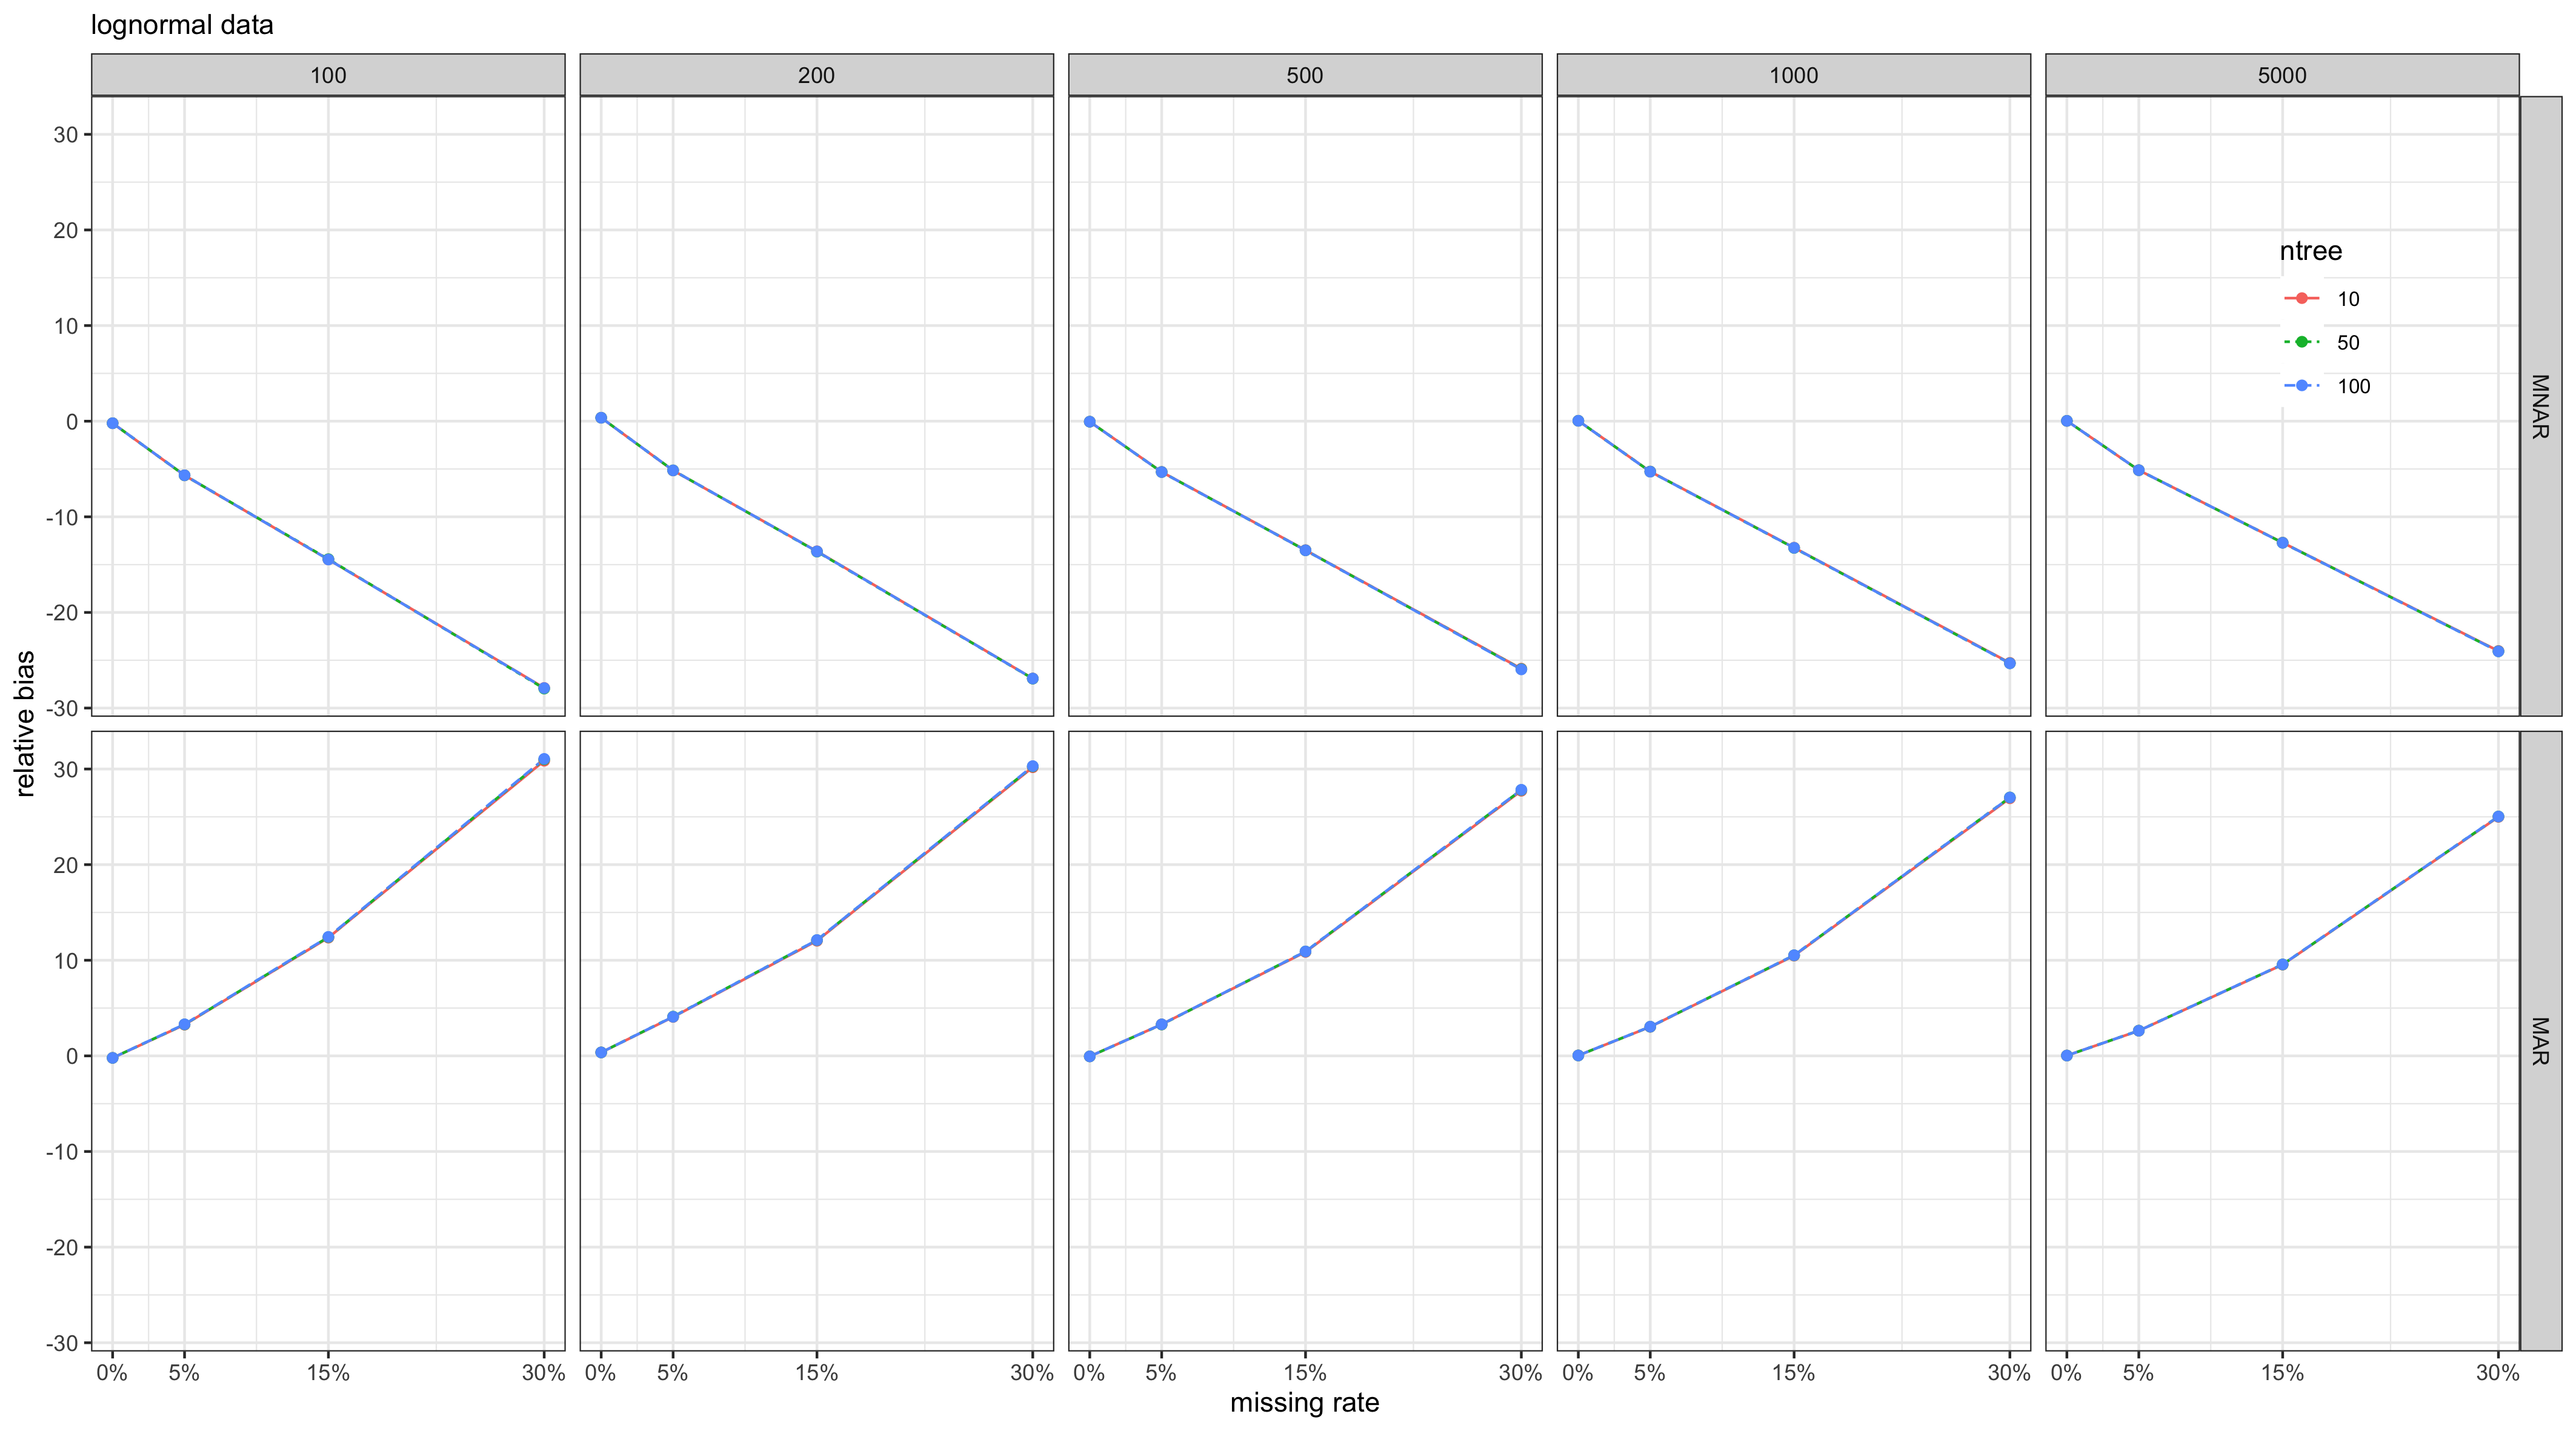 lognormal data
100 200 500 1000 5000
30
20
10
0
-10
-20
-30
ntree
10
50
100
MNAR
relative bias
30
20
10
0
-10
-20
-30
MAR
0% 5% 15% 30% 0% 5% 15% 30% 0% 5% 15% 30% 0% 5% 15% 30% 0% 5% 15% 30%
missing rate